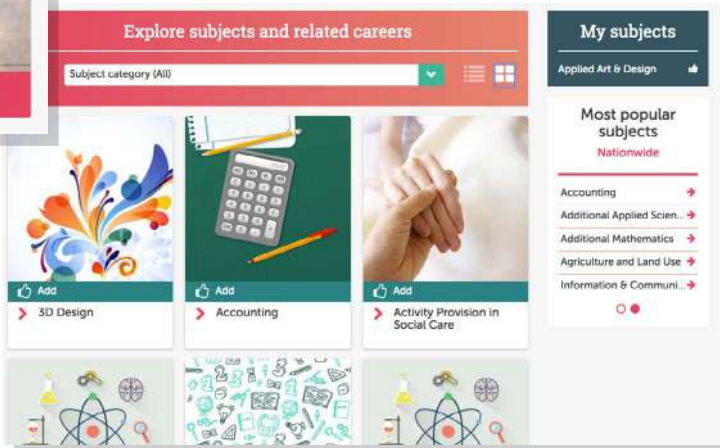 Explore subjects and related careers
Subject category (All)
Add
3D Design
Add
Accounting
Add
Activity Provision in
Social Care
My subjects
Applied Art & Design
Most popular
subjects
Nationwide
Accounting
Additional Applied Scien...
Additional Mathematics
Agriculture and Land Use
Information & Communi...